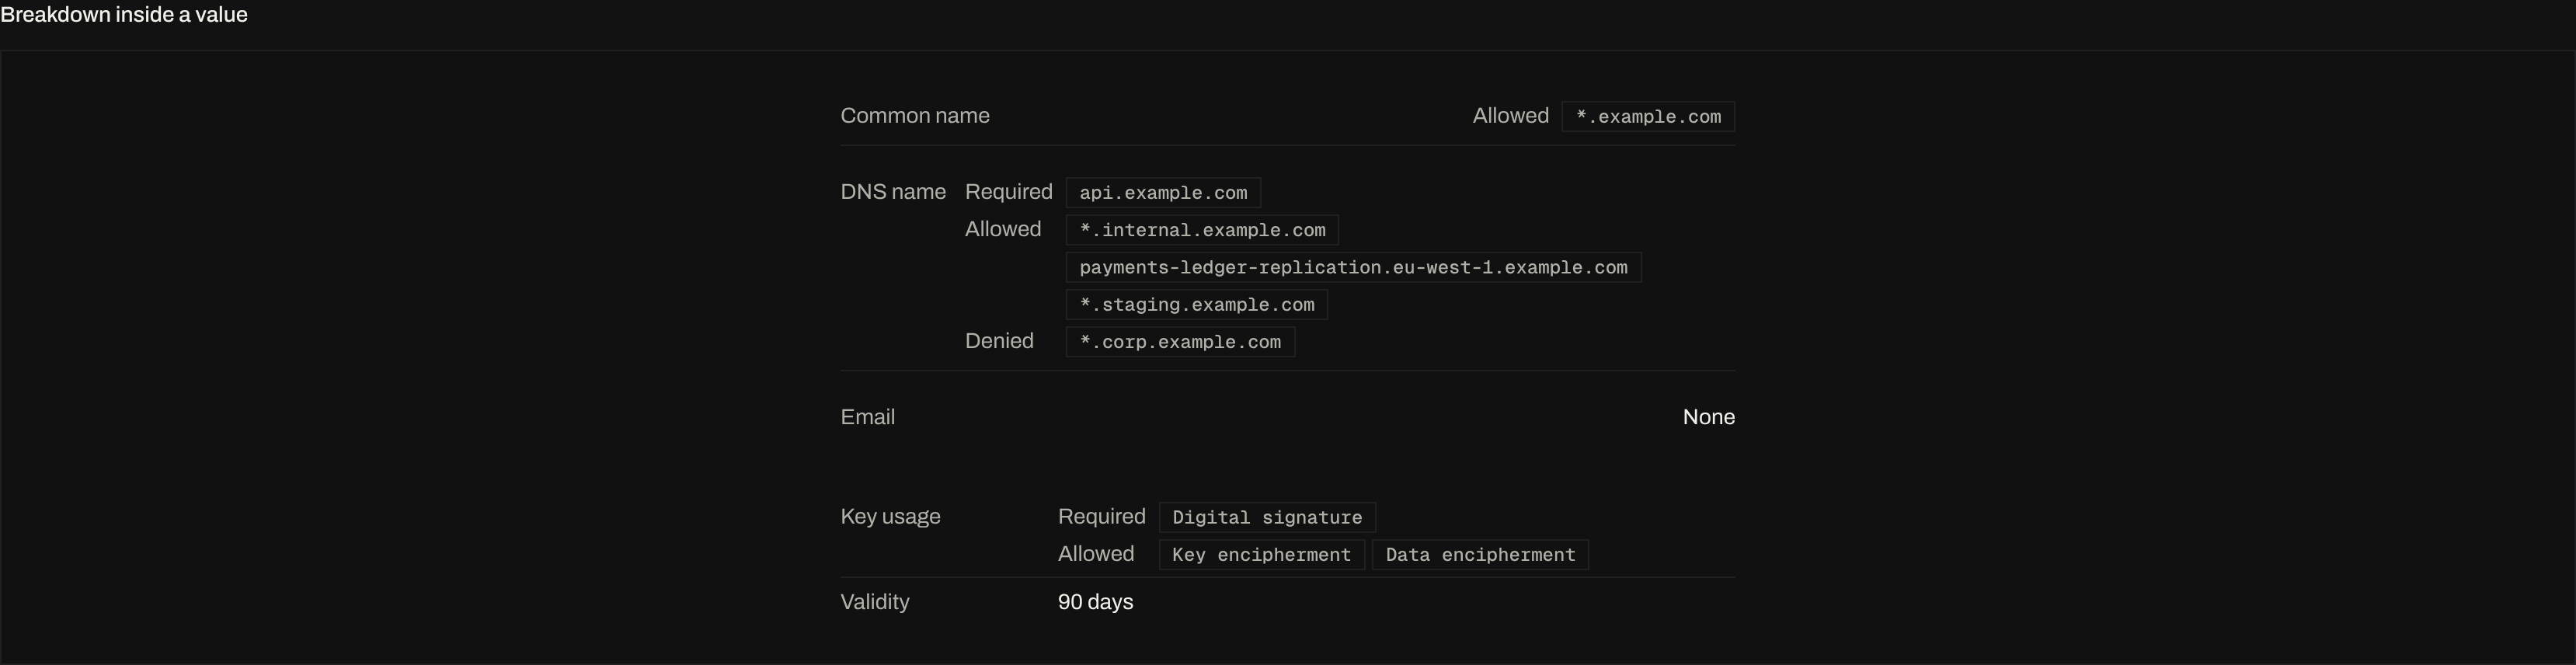 Breakdown inside a value
Common name Allowed *.example.com
DNS name Required api.example.com
Allowed *.internal.example.com
payments-ledger-replication.eu-west-1.example.com
*.staging.example.com
Denied *.corp.example.com
Email None
Key usage Required Digital signature
Allowed Key encipherment Data encipherment
Validity 90 days